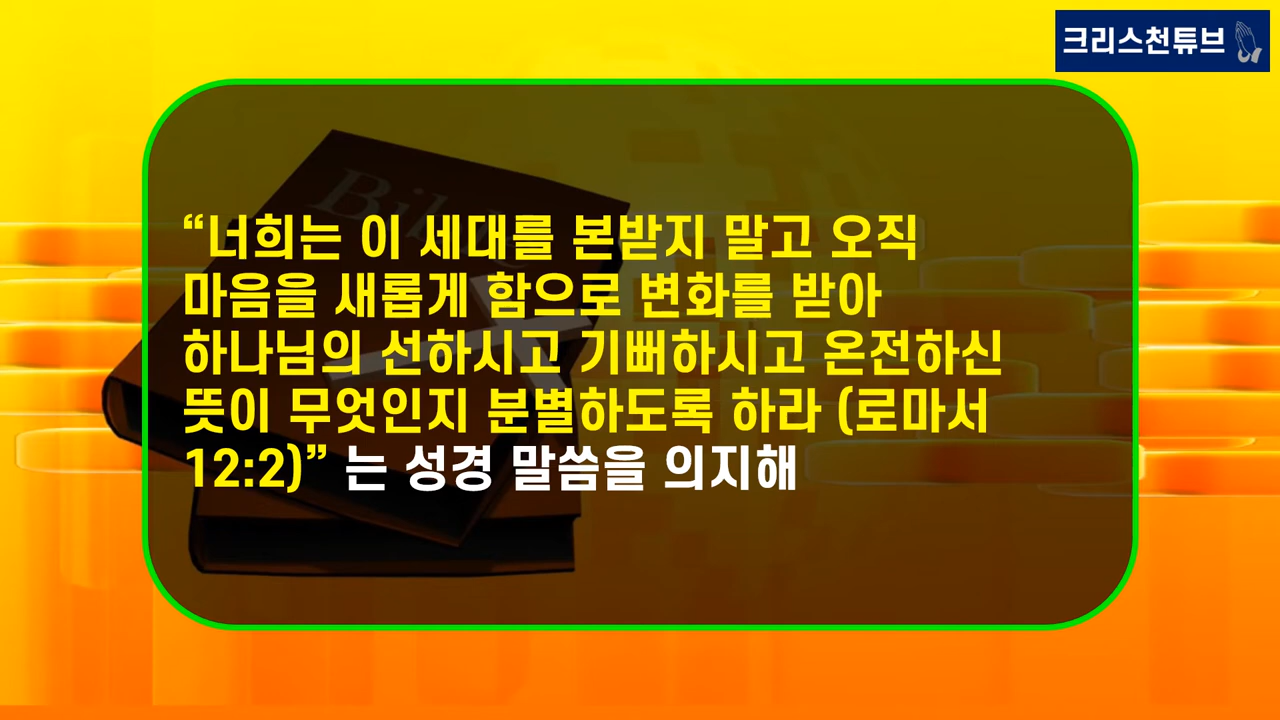 크리스천튜브
“너희는 이 세대를 본받지 말고 오직
마음을 새롭게 함으로 변화를 받아
하나님의 선하시고 기뻐하시고 온전하신
뜻이 무엇인지 분별하도록 하라 (로마서
12:2)” 는 성경 말씀을 의지해